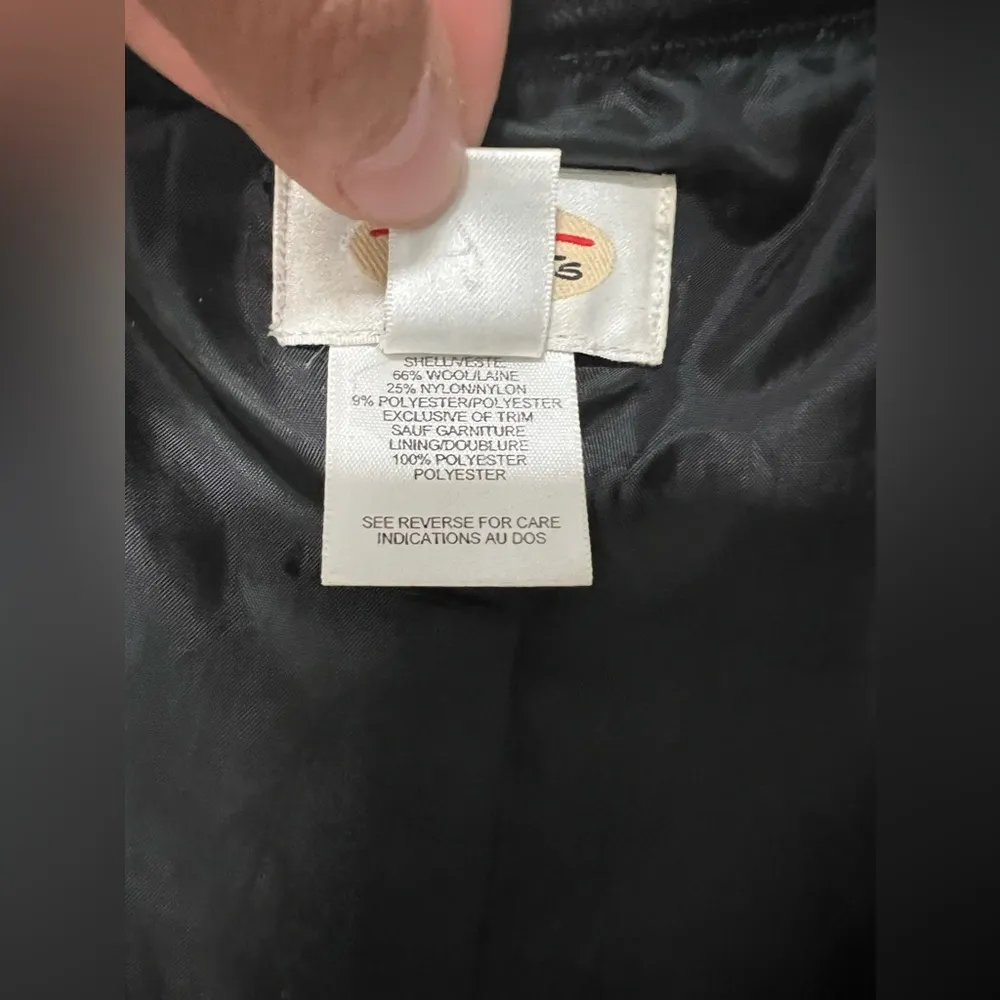 SHELL/VESTE:
66% WOOL/LAINE
25% NYLON/NYLON
9% POLYESTER/POLYESTER
EXCLUSIVE OF TRIM
SAUF GARNITURE
LINING/DOUBLURE
100% POLYESTER
POLYESTER
SEE REVERSE FOR CARE
INDICATIONS AU DOS